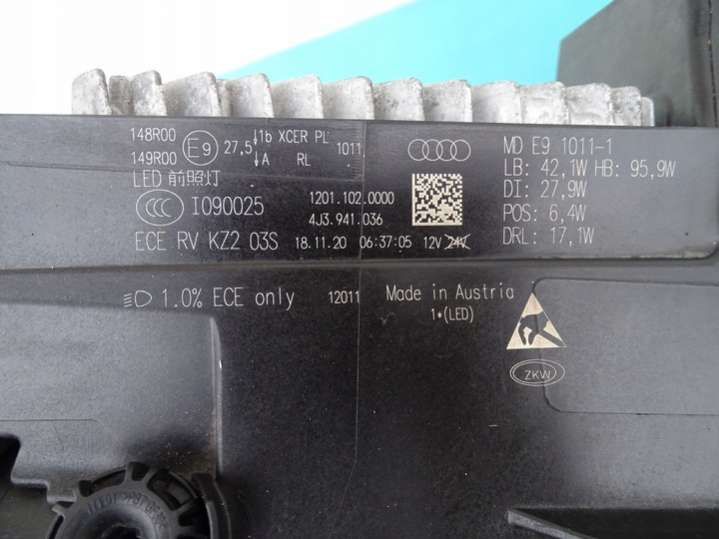 148R00
149R00
E9
27,5
1b XCER PL
A RL
1011
LED 前照灯
CCC
I090025
1201.102.0000
4J3.941.036
ECE RV KZ2 03S
18.11.20 06:37:05 12V 24V
MD E9 1011-1
LB: 42,1W HB: 95,9W
DI: 27,9W
POS: 6,4W
DRL: 17,1W
1.0% ECE only
12011
Made in Austria
1*(LED)
ZKW